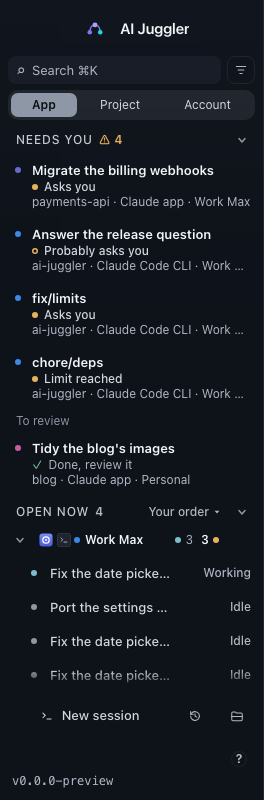 AI Juggler
Search ⌘K
App Project Account
NEEDS YOU 4
Migrate the billing webhooks
Asks you
payments-api · Claude app · Work Max
Answer the release question
Probably asks you
ai-juggler · Claude Code CLI · Work ...
fix/limits
Asks you
ai-juggler · Claude Code CLI · Work ...
chore/deps
Limit reached
ai-juggler · Claude Code CLI · Work ...
To review
Tidy the blog's images
✓ Done, review it
blog · Claude app · Personal
OPEN NOW 4 Your order
Work Max 3 3
Fix the date picke... Working
Port the settings ... Idle
Fix the date picke... Idle
Fix the date picke... Idle
New session
?
v0.0.0-preview